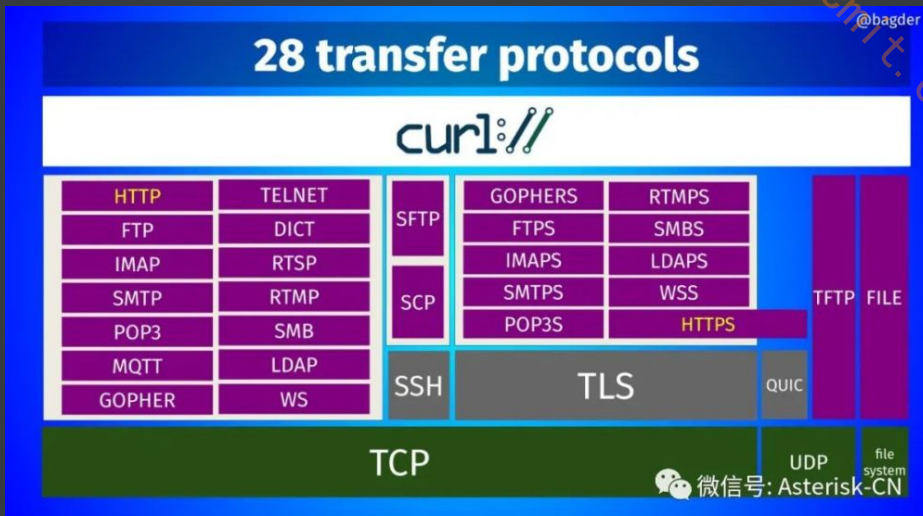 @bagder
28 transfer protocols
curl://
HTTP TELNET
FTP DICT
IMAP RTSP
SMTP RTMP
POP3 SMB
MQTT LDAP
GOPHER WS
SFTP
SCP
SSH
GOPHERS RTMPS
FTPS SMBS
IMAPS LDAPS
SMTPS WSS
POP3S HTTPS
TLS
QUIC
TFTP
FILE
TCP
UDP
file
system
微信号: Asterisk-CN